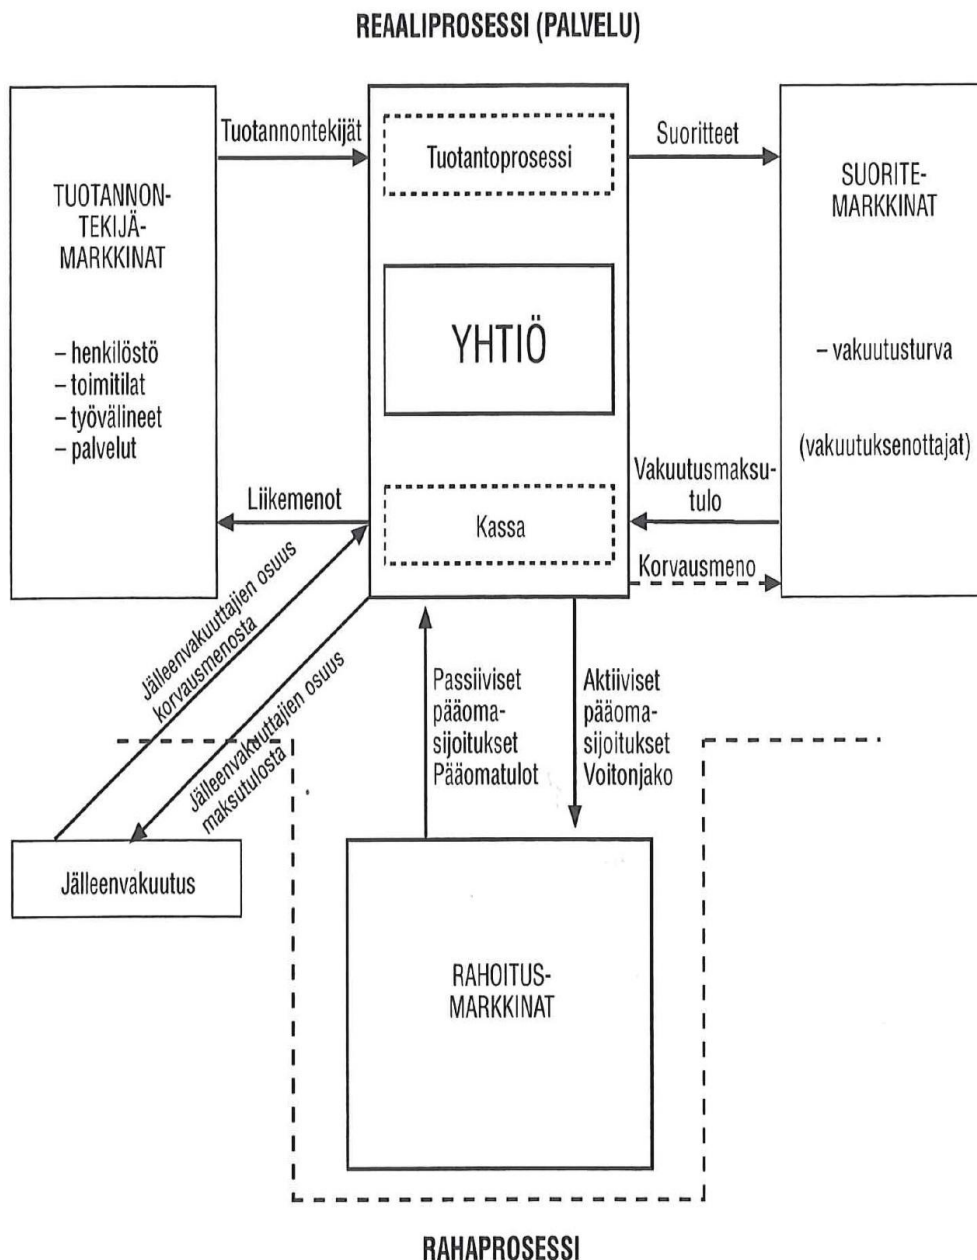 REAALIPROSESSI (PALVELU)
TUOTANNON-
TEKIJÄ-
MARKKINAT
– henkilöstö
– toimitilat
– työvälineet
– palvelut
Tuotannontekijät
Tuotantoprosessi
YHTIÖ
Kassa
Suoritteet
SUORITE-
MARKKINAT
– vakuutusturva
(vakuutuksenottajat)
Liikemenot
Vakuutusmaksu-
tulo
Korvausmeno
Jälleenvakuuttajien osuus
korvausmenosta
Jälleenvakuuttajien osuus
maksutulosta
Passiiviset
pääoma-
sijoitukset
Pääomatulot
Aktiiviset
pääoma-
sijoitukset
Voitonjako
Jälleenvakuutus
RAHOITUS-
MARKKINAT
RAHAPROSESSI